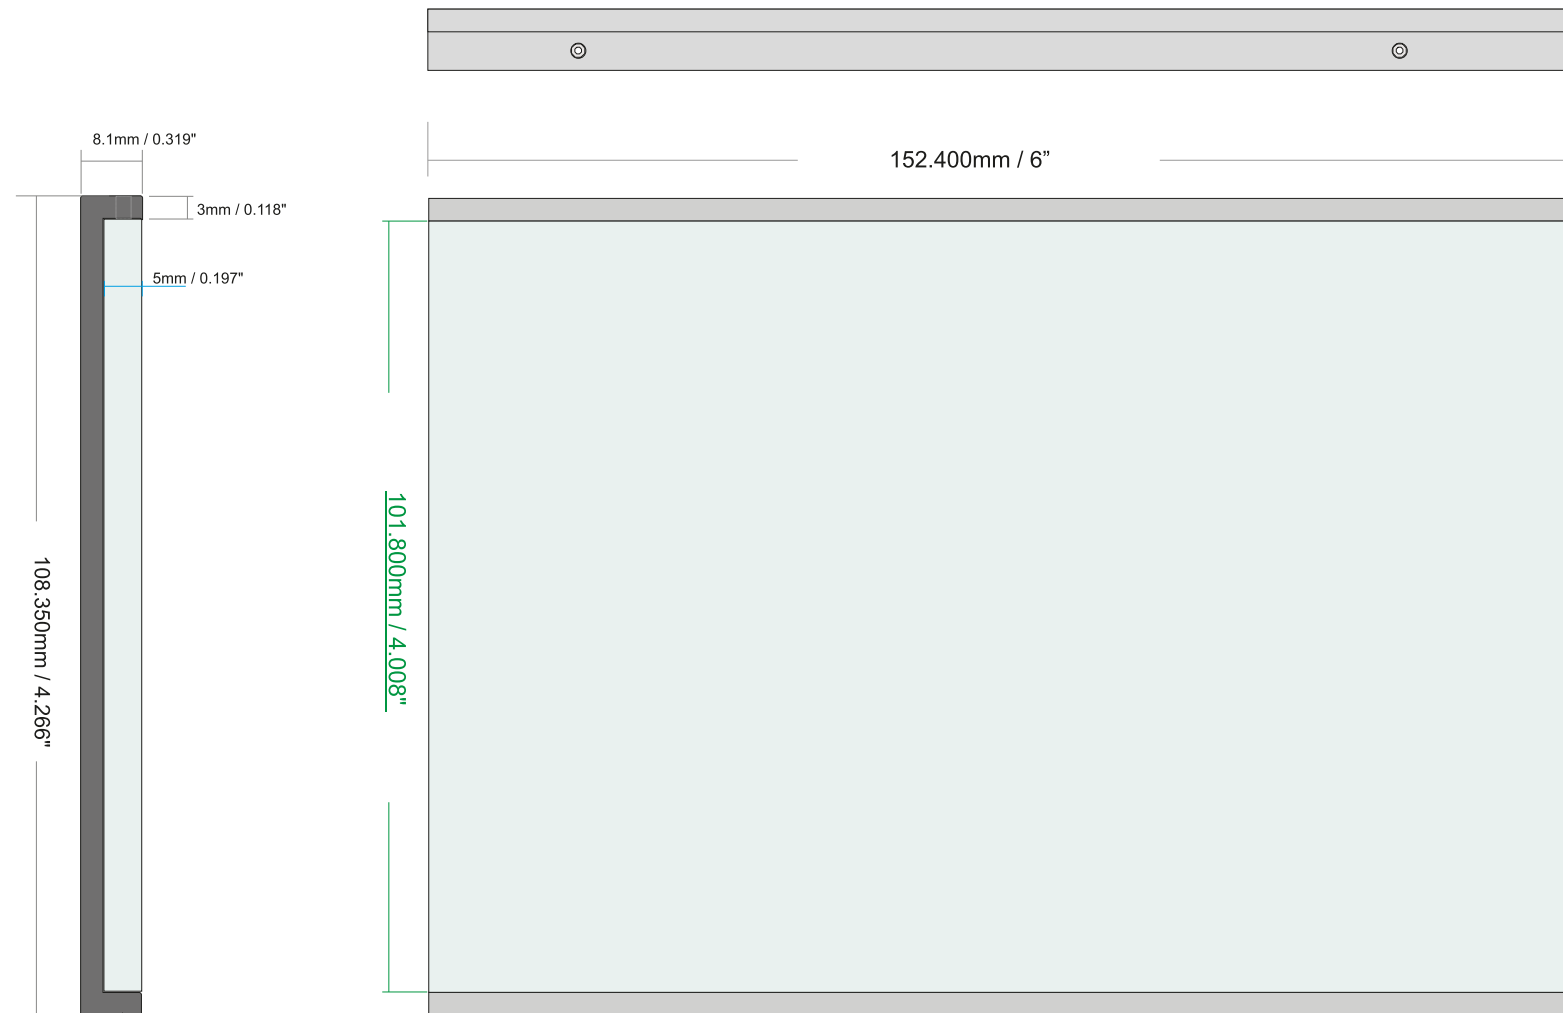 8.1mm / 0.319"
152.400mm / 6”
3mm / 0.118"
5mm / 0.197"
101.800mm / 4.008"
108.350mm / 4.266"